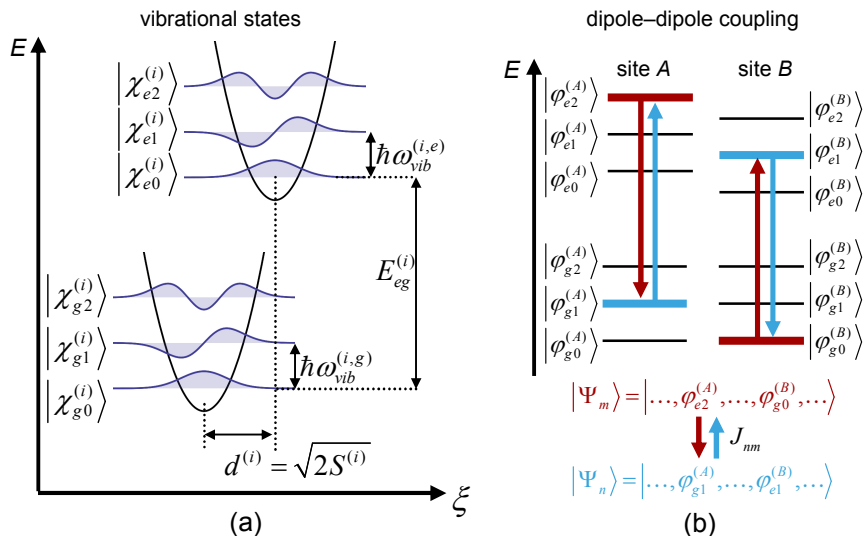 vibrational states
E
|χ_{e2}^{(i)}⟩
|χ_{e1}^{(i)}⟩
|χ_{e0}^{(i)}⟩
ħω_{vib}^{(i,e)}
E_{eg}^{(i)}
|χ_{g2}^{(i)}⟩
|χ_{g1}^{(i)}⟩
|χ_{g0}^{(i)}⟩
ħω_{vib}^{(i,g)}
d^{(i)} = √2S^{(i)}
ξ
(a)
dipole–dipole coupling
E
site A
site B
|φ_{e2}^{(A)}⟩
|φ_{e1}^{(A)}⟩
|φ_{e0}^{(A)}⟩
|φ_{g2}^{(A)}⟩
|φ_{g1}^{(A)}⟩
|φ_{g0}^{(A)}⟩
|φ_{e2}^{(B)}⟩
|φ_{e1}^{(B)}⟩
|φ_{e0}^{(B)}⟩
|φ_{g2}^{(B)}⟩
|φ_{g1}^{(B)}⟩
|φ_{g0}^{(B)}⟩
|Ψ_m⟩=|…,φ_{e2}^{(A)},…,φ_{g0}^{(B)},…⟩
J_{nm}
|Ψ_n⟩=|…,φ_{g1}^{(A)},…,φ_{e1}^{(B)},…⟩
(b)